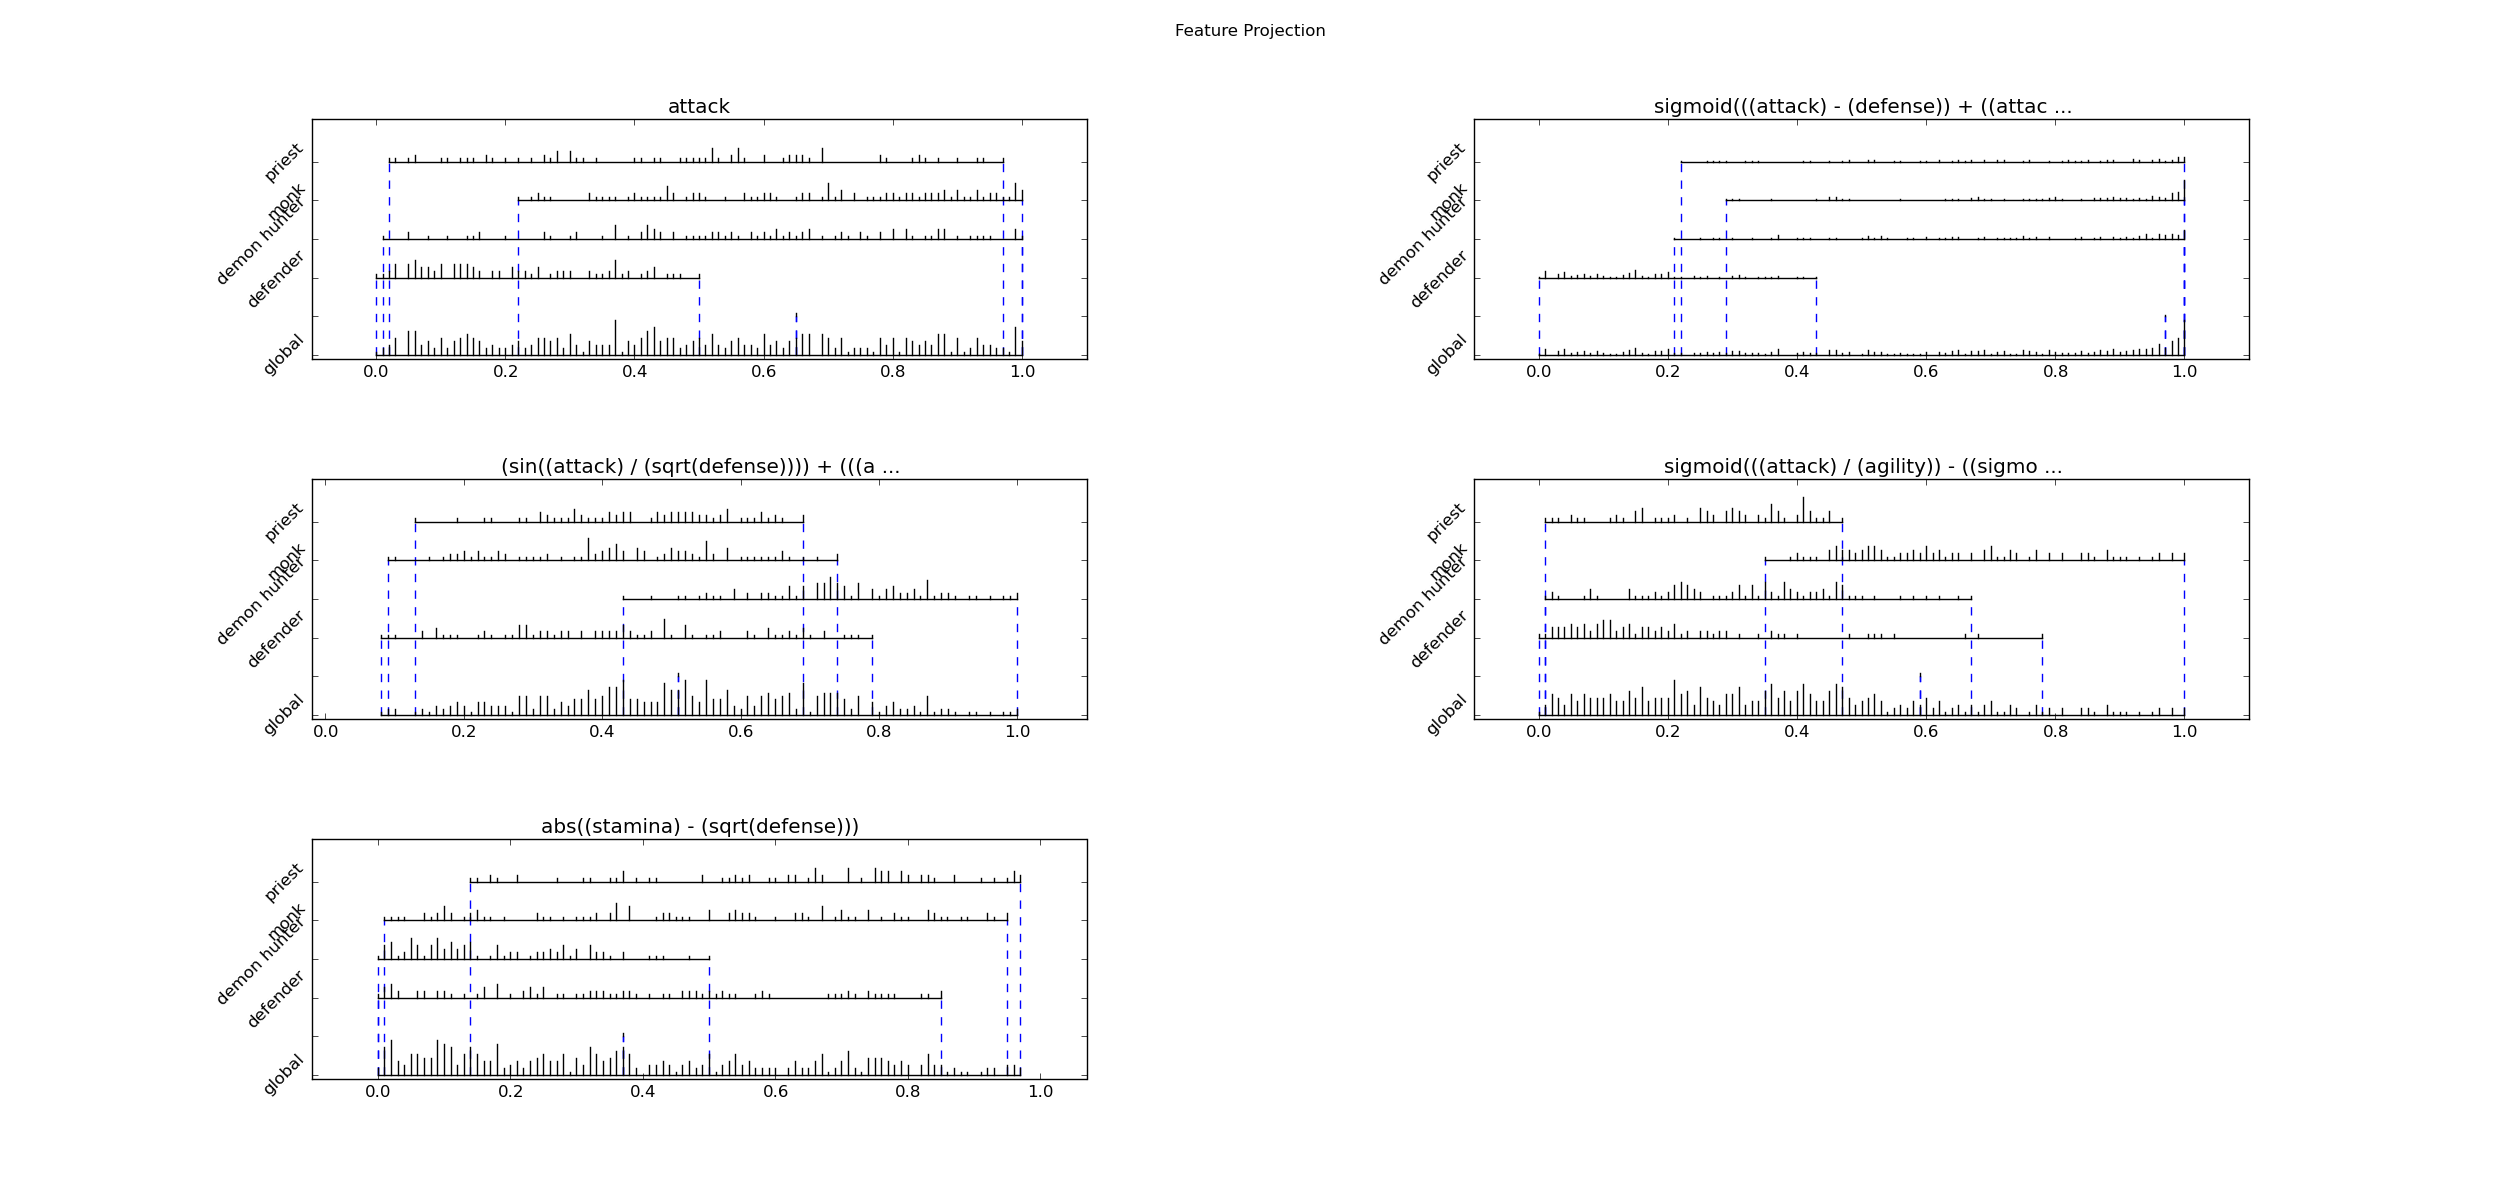 Feature Projection
attack
priest
monk
demon hunter
defender
global
0.0 0.2 0.4 0.6 0.8 1.0
sigmoid(((attack) - (defense)) + ((attac ...
priest
monk
demon hunter
defender
global
0.0 0.2 0.4 0.6 0.8 1.0
(sin((attack) / (sqrt(defense)))) + (((a ...
priest
monk
demon hunter
defender
global
0.0 0.2 0.4 0.6 0.8 1.0
sigmoid(((attack) / (agility)) - ((sigmo ...
priest
monk
demon hunter
defender
global
0.0 0.2 0.4 0.6 0.8 1.0
abs((stamina) - (sqrt(defense)))
priest
monk
demon hunter
defender
global
0.0 0.2 0.4 0.6 0.8 1.0